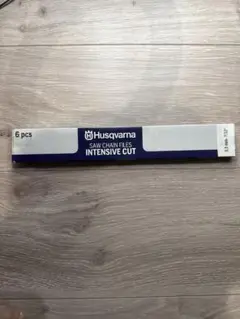 6 pcs
Husqvarna
SAW CHAIN FILES
INTENSIVE CUT